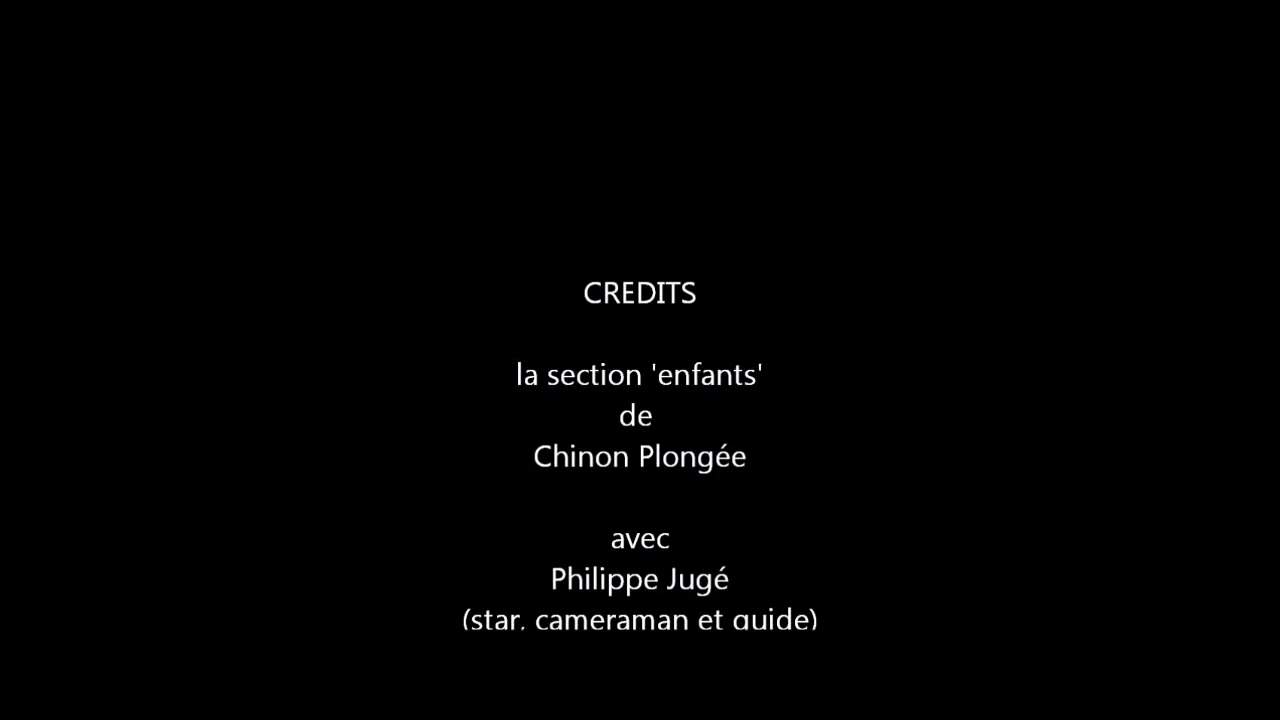 CREDITS
la section 'enfants'
de
Chinon Plongée
avec
Philippe Jugé
(star, cameraman et guide)